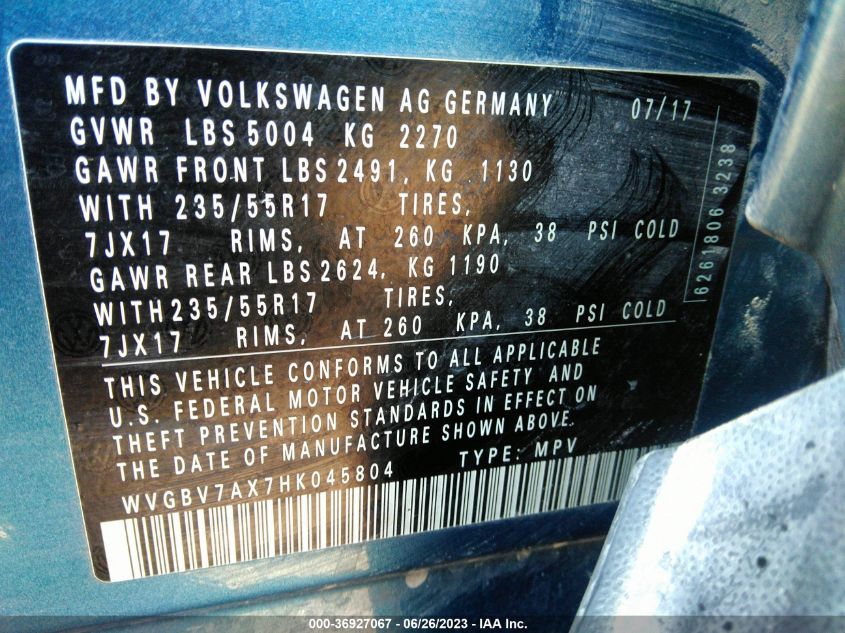 MFD BY VOLKSWAGEN AG GERMANY 07/17
GVWR LBS 5004 KG 2270
GAWR FRONT LBS 2491, KG 1130
WITH 235/55R17 TIRES,
7JX17 RIMS, AT 260 KPA, 38 PSI COLD
GAWR REAR LBS 2624, KG 1190
WITH 235/55R17 TIRES,
7JX17 RIMS, AT 260 KPA, 38 PSI COLD
THIS VEHICLE CONFORMS TO ALL APPLICABLE
U.S. FEDERAL MOTOR VEHICLE SAFETY AND
THEFT PREVENTION STANDARDS IN EFFECT ON
THE DATE OF MANUFACTURE SHOWN ABOVE.
WVGBV7AX7HK045804 TYPE: MPV
6261806 3238
000-36927067 - 06/26/2023 - IAA Inc.